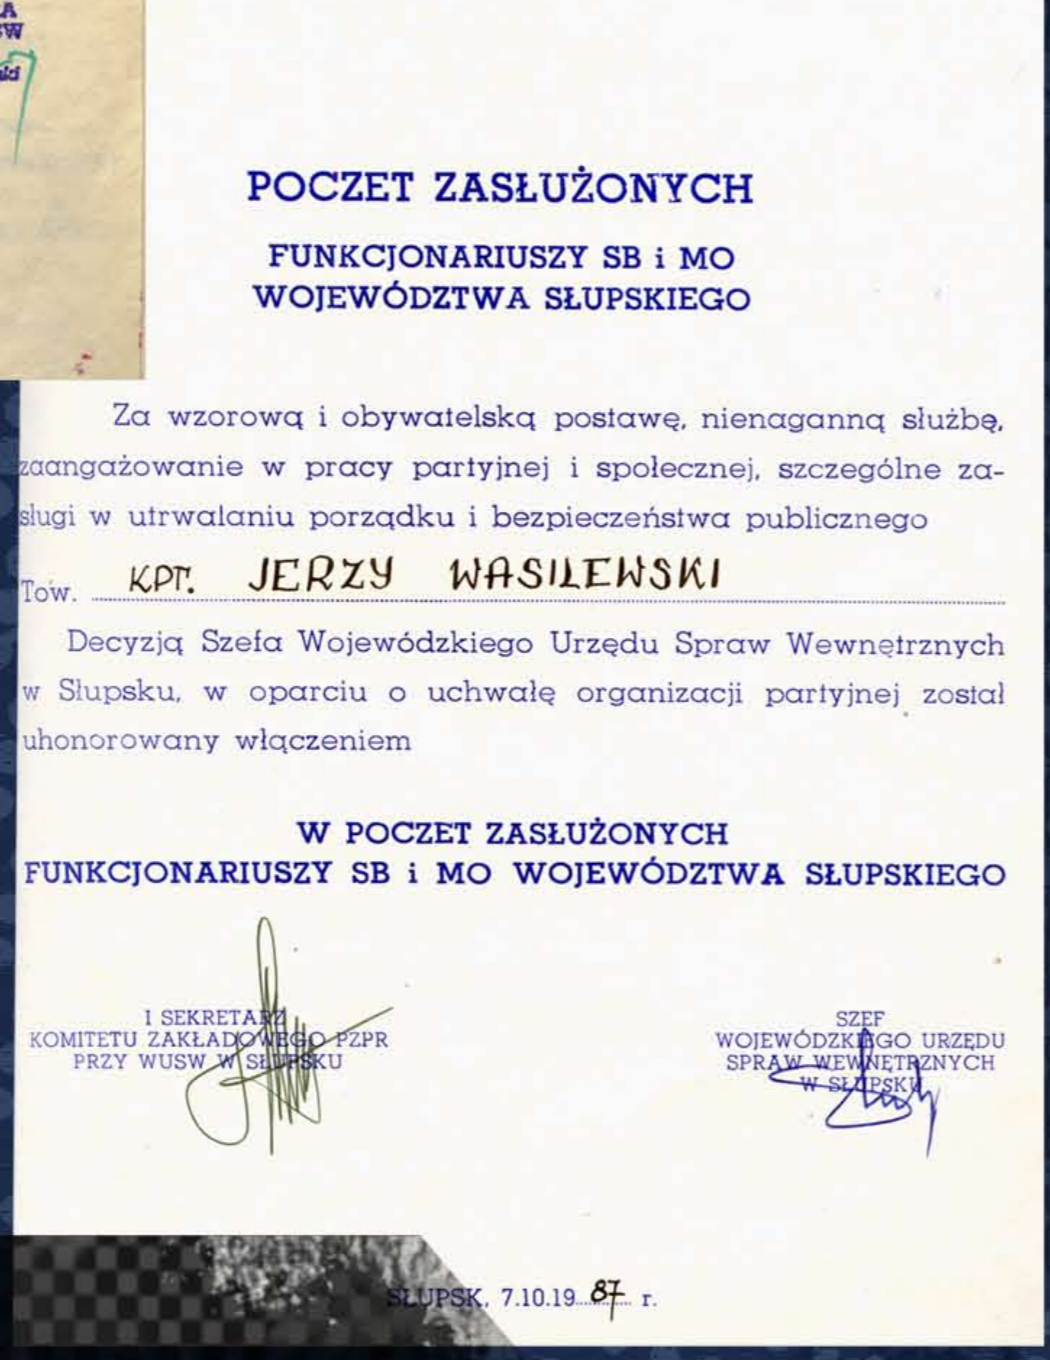 POCZET ZASŁUŻONYCH
FUNKCJONARIUSZY SB i MO
WOJEWÓDZTWA SŁUPSKIEGO
Za wzorową i obywatelską postawę, nienaganną służbę,
zaangażowanie w pracy partyjnej i społecznej, szczególne za-
sługi w utrwalaniu porządku i bezpieczeństwa publicznego
Tow. KPT. JERZY WASILEWSKI
Decyzją Szefa Wojewódzkiego Urzędu Spraw Wewnętrznych
w Słupsku, w oparciu o uchwałę organizacji partyjnej został
uhonorowany włączeniem
W POCZET ZASŁUŻONYCH
FUNKCJONARIUSZY SB i MO WOJEWÓDZTWA SŁUPSKIEGO
I SEKRETARZ
KOMITETU ZAKŁADOWEGO PZPR
PRZY WUSW W SŁUPSKU
SZEF
WOJEWÓDZKIEGO URZĘDU
SPRAW WEWNĘTRZNYCH
W SŁUPSKU
SŁUPSK, 7.10.19 87 r.